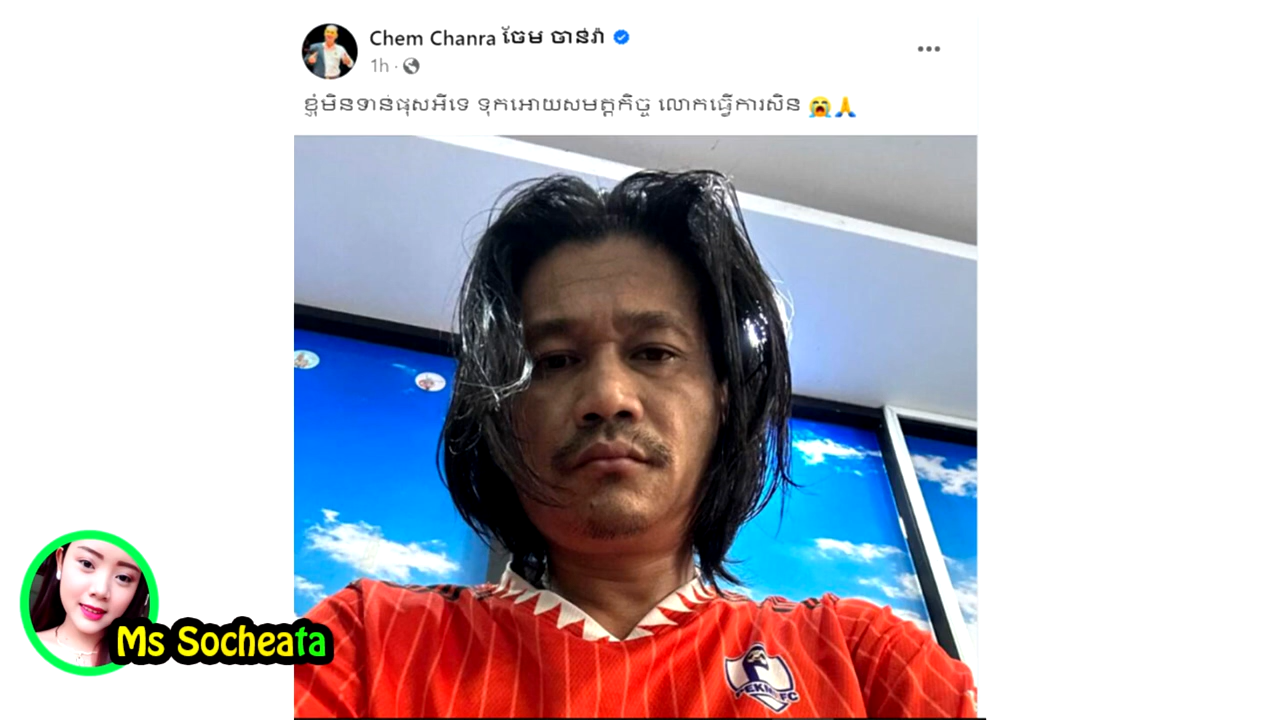 Chem Chanra ចែម ចាន់រ៉ា
1h
ខ្ញុំមិនទាន់ផុសអីទេ ទុកអោយសមត្តកិច្ច លោកធ្វើការសិន 😭🙏
Ms Socheata